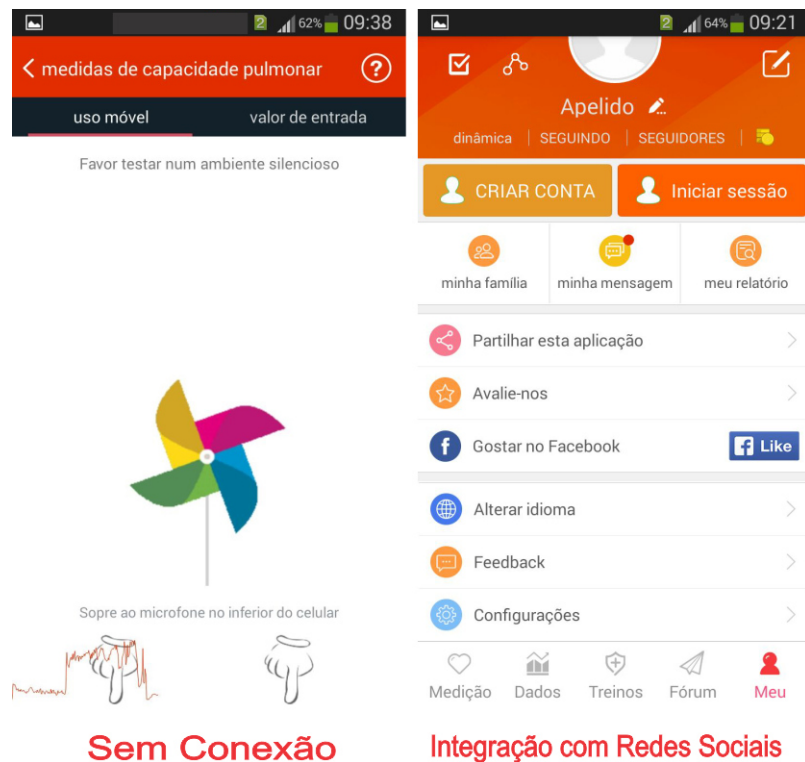 2 62% 09:38
medidas de capacidade pulmonar ?
uso móvel valor de entrada
Favor testar num ambiente silencioso
Sopre ao microfone no inferior do celular
Sem Conexão
2 64% 09:21
Apelido
dinâmica | SEGUINDO | SEGUIDORES |
CRIAR CONTA Iniciar sessão
minha família minha mensagem meu relatório
Partilhar esta aplicação
Avalie-nos
f Gostar no Facebook f Like
Alterar idioma
Feedback
Configurações
Medição Dados Treinos Fórum Meu
Integração com Redes Sociais